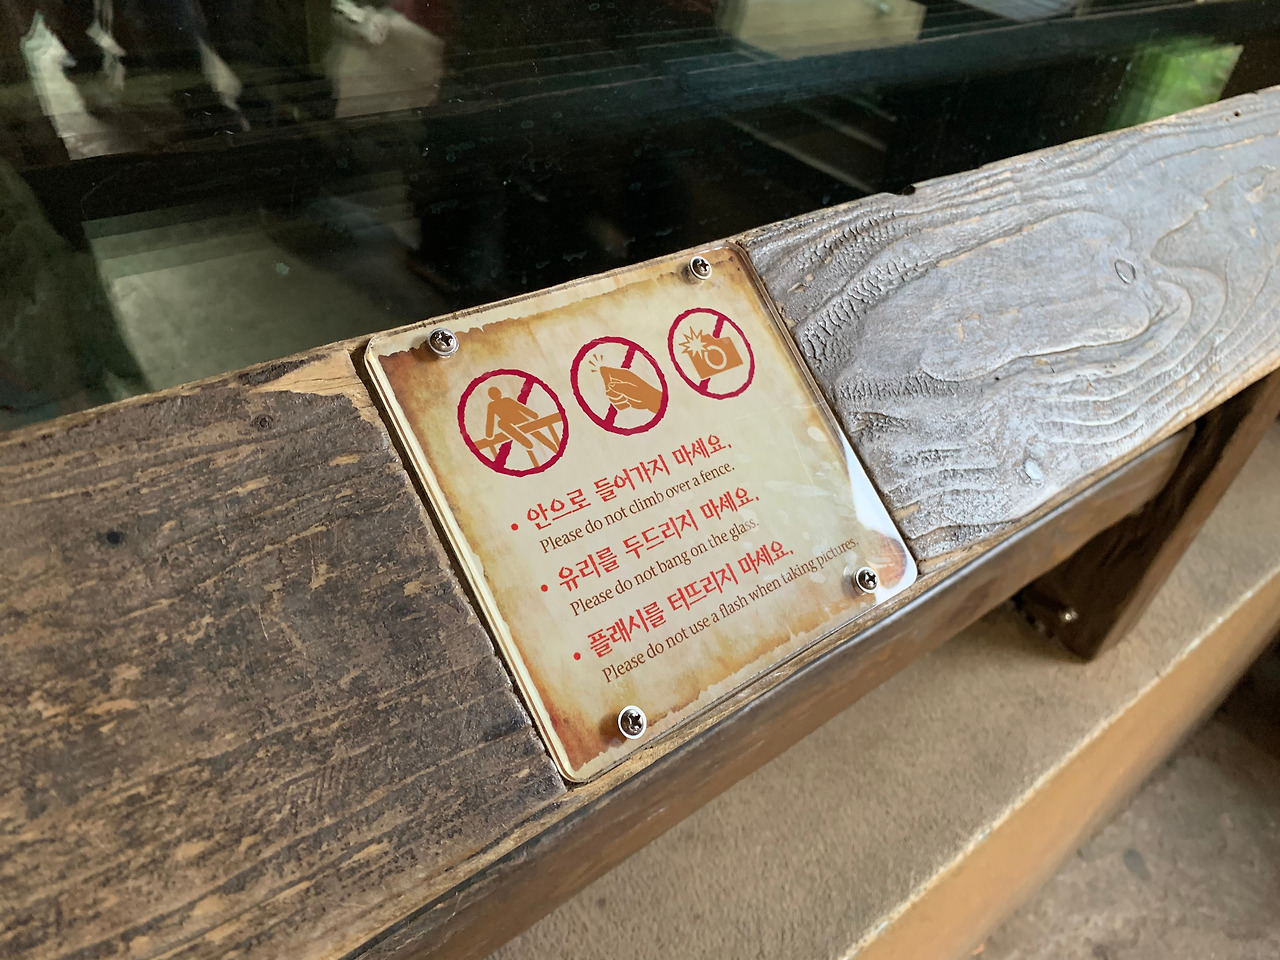 • 안으로 들어가지 마세요.
Please do not climb over a fence.
• 유리를 두드리지 마세요.
Please do not bang on the glass.
• 플래시를 터뜨리지 마세요.
Please do not use a flash when taking pictures.